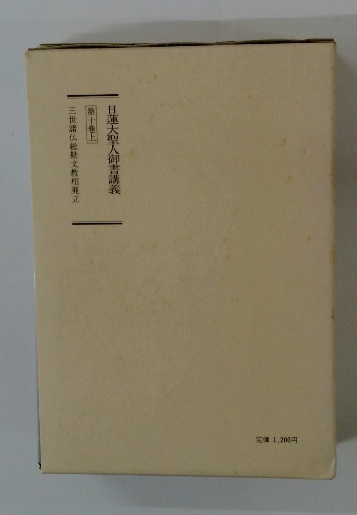 日蓮大聖人御書講義
第十巻上
三世諸仏総勘文教相廃立
定価 1,200円